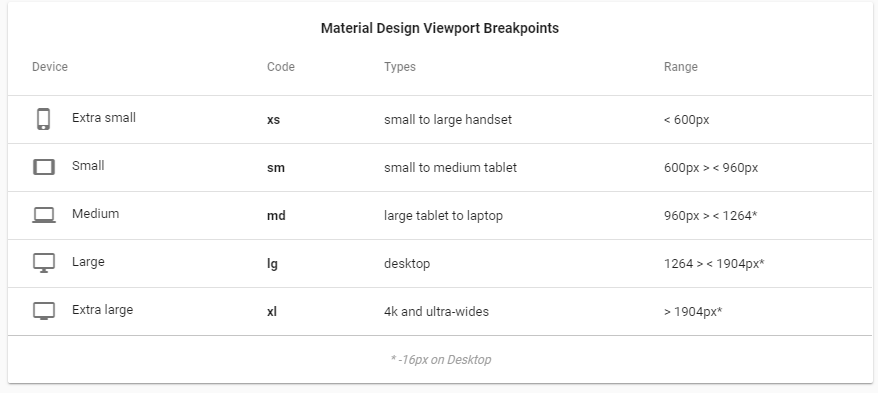 Material Design Viewport Breakpoints
Device Code Types Range
Extra small xs small to large handset < 600px
Small sm small to medium tablet 600px > < 960px
Medium md large tablet to laptop 960px > < 1264*
Large lg desktop 1264 > < 1904px*
Extra large xl 4k and ultra-wides > 1904px*
* -16px on Desktop